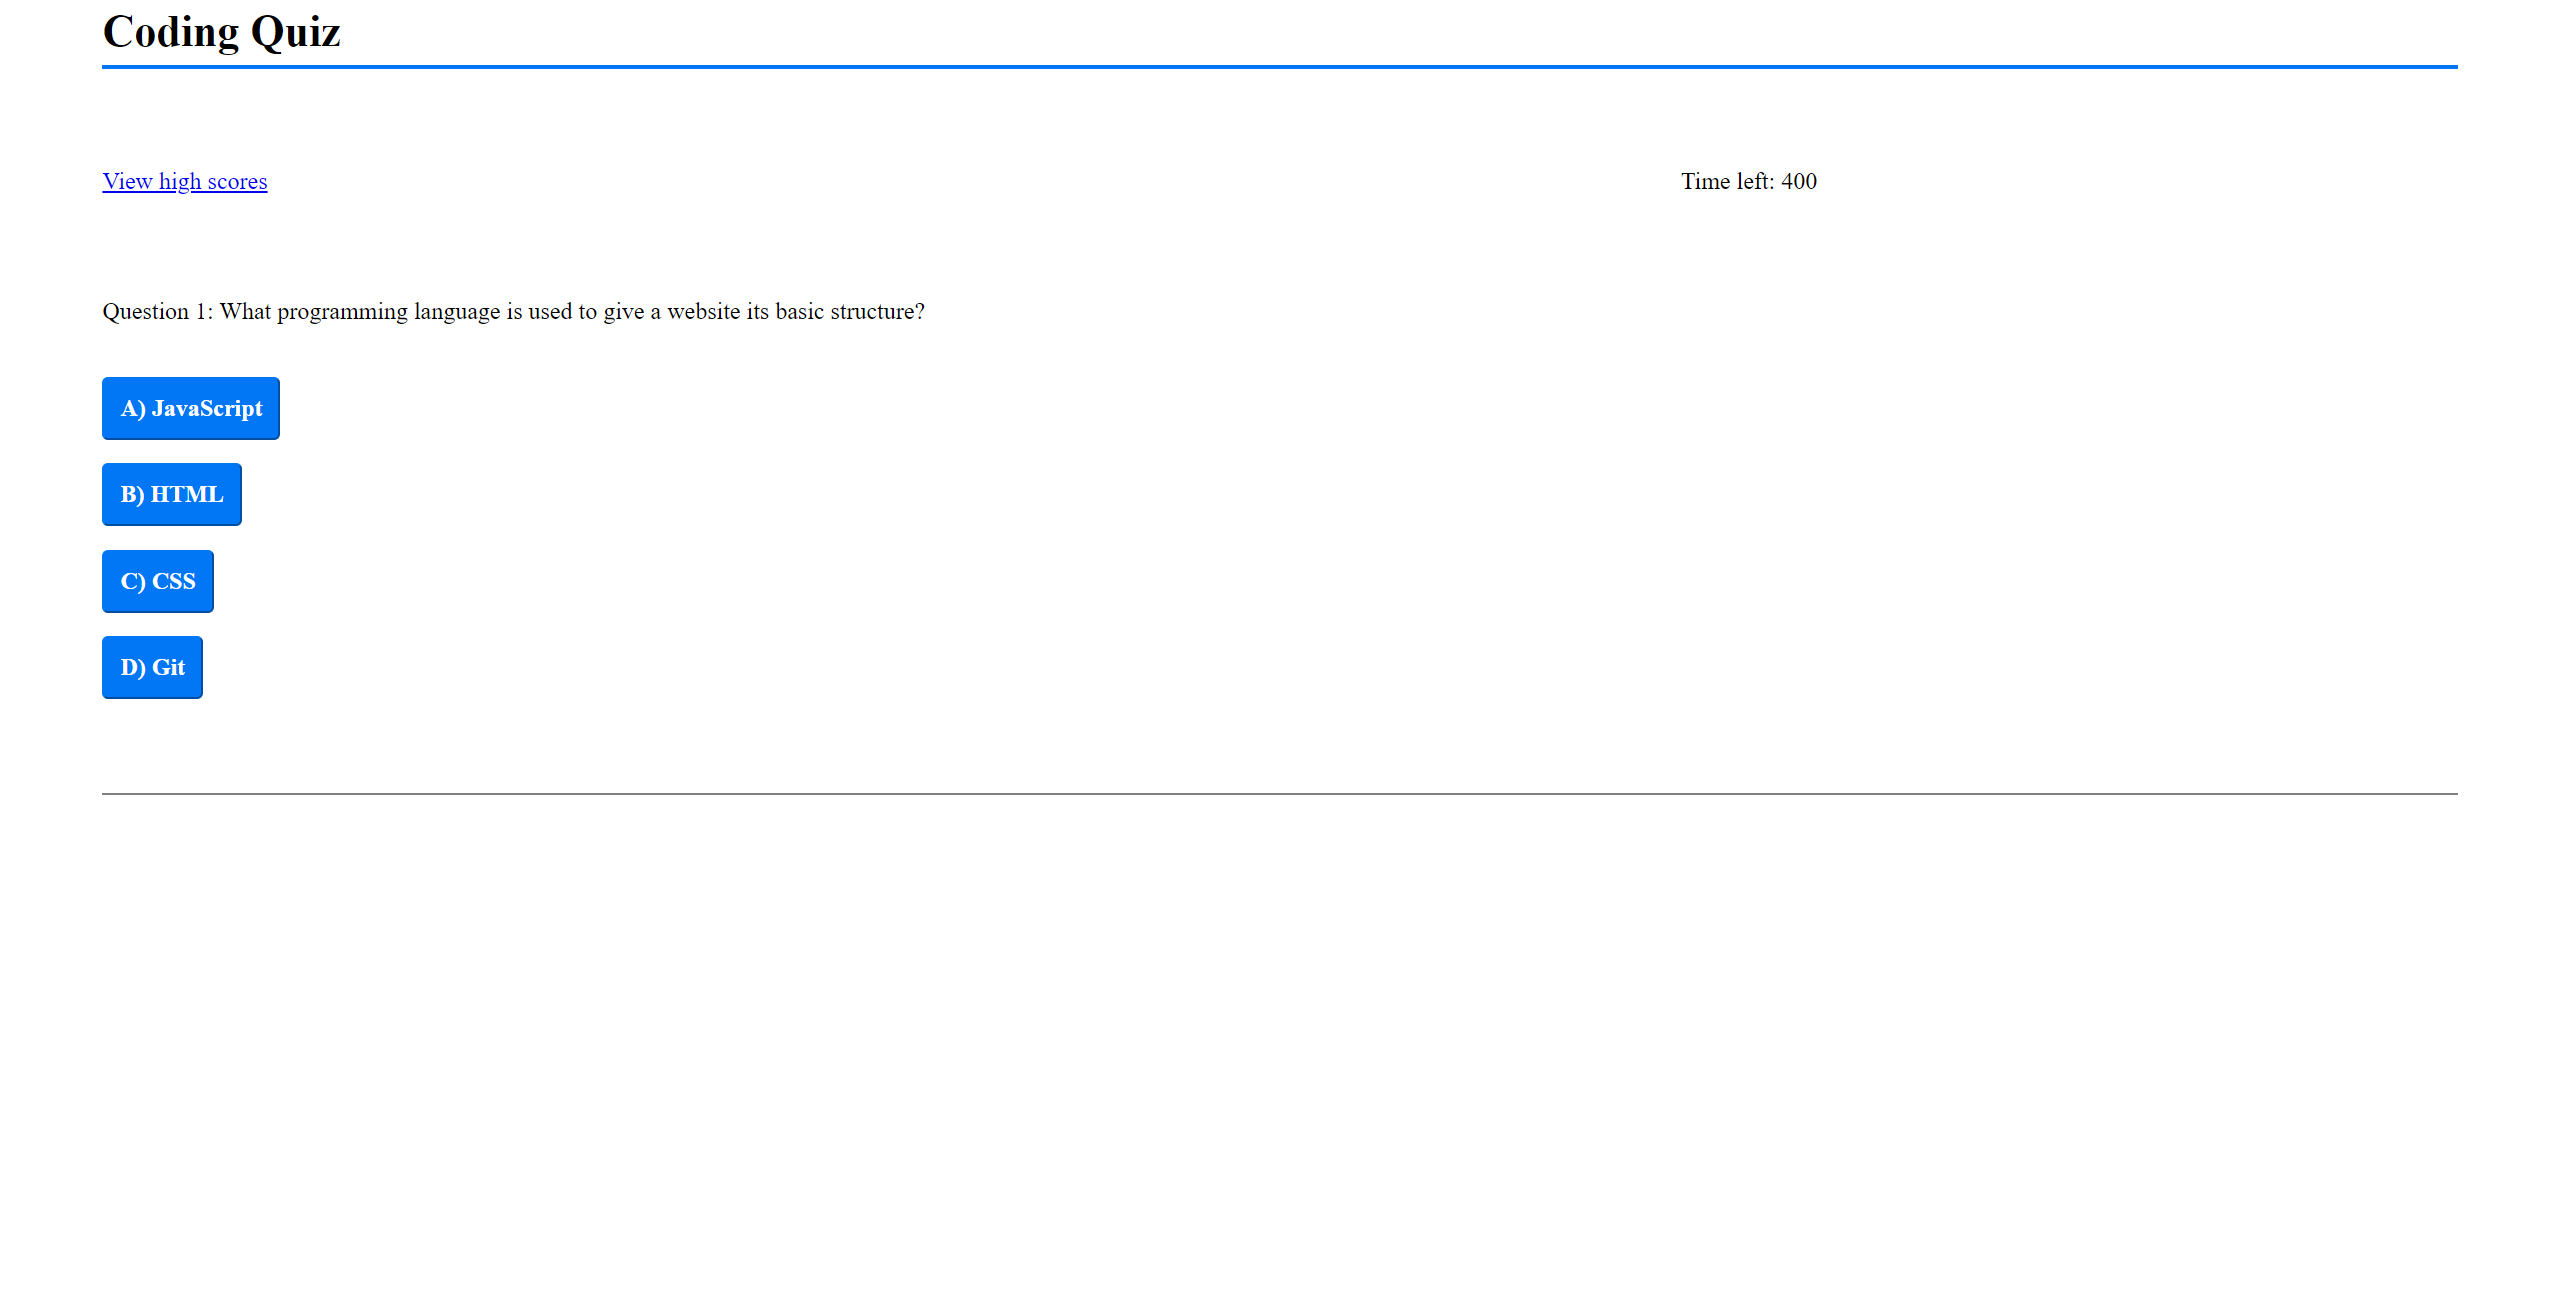 Coding Quiz
View high scores
Time left: 400
Question 1: What programming language is used to give a website its basic structure?
A) JavaScript
B) HTML
C) CSS
D) Git